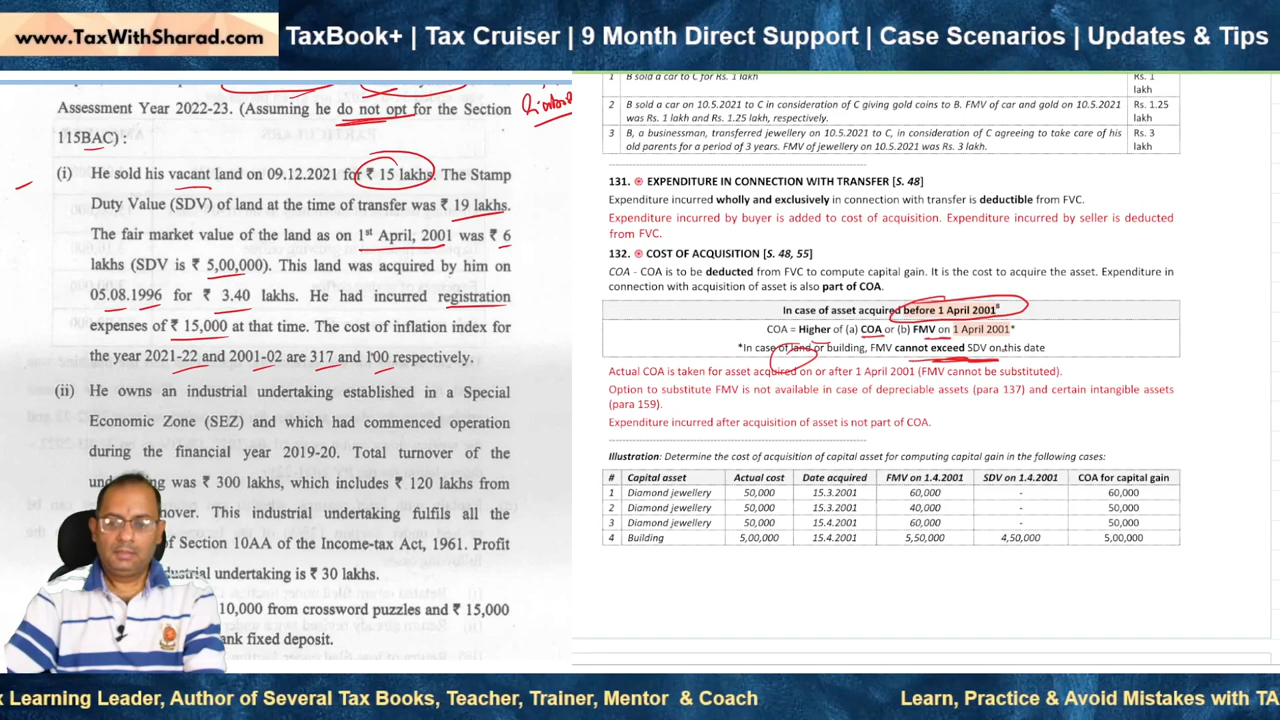 www.TaxWithSharad.com
TaxBook+ | Tax Cruiser | 9 Month Direct Support | Case Scenarios | Updates & Tips
Assessment Year 2022-23. (Assuming he do not opt for the Section
115BAC) :
(i) He sold his vacant land on 09.12.2021 for ₹ 15 lakhs. The Stamp
Duty Value (SDV) of land at the time of transfer was ₹ 19 lakhs.
The fair market value of the land as on 1st April, 2001 was ₹ 6
lakhs (SDV is ₹ 5,00,000). This land was acquired by him on
05.08.1996 for ₹ 3.40 lakhs. He had incurred registration
expenses of ₹ 15,000 at that time. The cost of inflation index for
the year 2021-22 and 2001-02 are 317 and 100 respectively.
(ii) He owns an industrial undertaking established in a Special
Economic Zone (SEZ) and which had commenced operation
during the financial year 2019-20. Total turnover of the
was ₹ 300 lakhs, which includes ₹ 120 lakhs from
This industrial undertaking fulfils all the
of Section 10AA of the Income-tax Act, 1961. Profit
undertaking is ₹ 30 lakhs.
10,000 from crossword puzzles and ₹ 15,000
fixed deposit.
1 B sold a car to C for Rs. 1 lakh Rs. 1 lakh
2 B sold a car on 10.5.2021 to C in consideration of C giving gold coins to B. FMV of car and gold on 10.5.2021 Rs. 1.25
was Rs. 1 lakh and Rs. 1.25 lakh, respectively. lakh
3 B, a businessman, transferred jewellery on 10.5.2021 to C, in consideration of C agreeing to take care of his Rs. 3
old parents for a period of 3 years. FMV of jewellery on 10.5.2021 was Rs. 3 lakh. lakh
131. EXPENDITURE IN CONNECTION WITH TRANSFER [S. 48]
Expenditure incurred wholly and exclusively in connection with transfer is deductible from FVC.
Expenditure incurred by buyer is added to cost of acquisition. Expenditure incurred by seller is deducted
from FVC.
132. COST OF ACQUISITION [S. 48, 55]
COA - COA is to be deducted from FVC to compute capital gain. It is the cost to acquire the asset. Expenditure in
connection with acquisition of asset is also part of COA.
In case of asset acquired before 1 April 2001
COA = Higher of (a) COA or (b) FMV on 1 April 2001*
*In case of land or building, FMV cannot exceed SDV on this date
Actual COA is taken for asset acquired on or after 1 April 2001 (FMV cannot be substituted).
Option to substitute FMV is not available in case of depreciable assets (para 137) and certain intangible assets
(para 159).
Expenditure incurred after acquisition of asset is not part of COA.
Illustration: Determine the cost of acquisition of capital asset for computing capital gain in the following cases:
# Capital asset Actual cost Date acquired FMV on 1.4.2001 SDV on 1.4.2001 COA for capital gain
1 Diamond jewellery 50,000 15.3.2001 60,000 - 60,000
2 Diamond jewellery 50,000 15.3.2001 40,000 - 50,000
3 Diamond jewellery 50,000 15.4.2001 60,000 - 50,000
4 Building 5,00,000 15.4.2001 5,50,000 4,50,000 5,00,000
x Learning Leader, Author of Several Tax Books, Teacher, Trainer, Mentor & Coach
Learn, Practice & Avoid Mistakes with TA